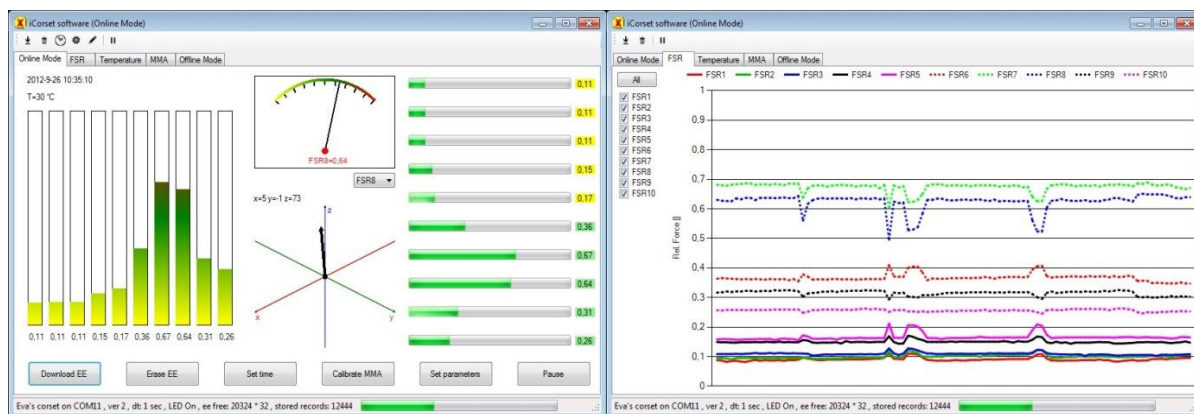 iCorset software (Online Mode)
Online Mode FSR Temperature MMA Offline Mode
2012-9-26 10:35:10
T=30 °C
FSR8=0,64
FSR8
x=5 y=-1 z=73
z
x
y
0,11
0,11
0,11
0,15
0,17
0,36
0,67
0,64
0,31
0,26
0,11 0,11 0,11 0,15 0,17 0,36 0,67 0,64 0,31 0,26
Download EE Erase EE Set time Calibrate MMA Set parameters Pause
Eva's corset on COM11 , ver 2 , dt: 1 sec , LED On , ee free: 20324 * 32 , stored records: 12444
iCorset software (Online Mode)
Online Mode FSR Temperature MMA Offline Mode
All
FSR1
FSR2
FSR3
FSR4
FSR5
FSR6
FSR7
FSR8
FSR9
FSR10
FSR1 FSR2 FSR3 FSR4 FSR5 FSR6 FSR7 FSR8 FSR9 FSR10
Rel. Force []
1
0,9
0,8
0,7
0,6
0,5
0,4
0,3
0,2
0,1
0
Eva's corset on COM11 , ver 2 , dt: 1 sec , LED On , ee free: 20324 * 32 , stored records: 12444